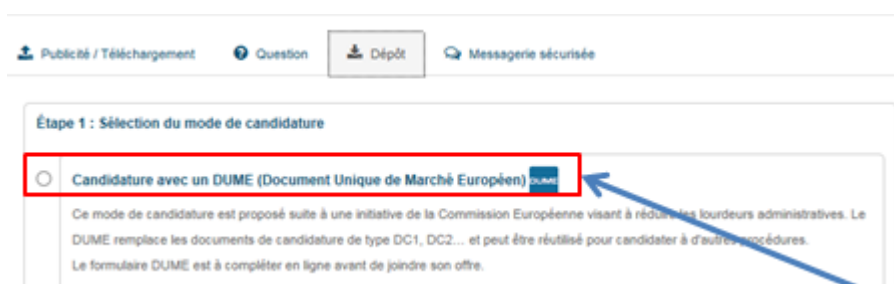 Publicité / Téléchargement Question Dépôt Messagerie sécurisée
Étape 1 : Sélection du mode de candidature
Candidature avec un DUME (Document Unique de Marché Européen) DUME
Ce mode de candidature est proposé suite à une initiative de la Commission Européenne visant à réduire les lourdeurs administratives. Le
DUME remplace les documents de candidature de type DC1, DC2... et peut être réutilisé pour candidater à d'autres procédures.
Le formulaire DUME est à compléter en ligne avant de joindre son offre.